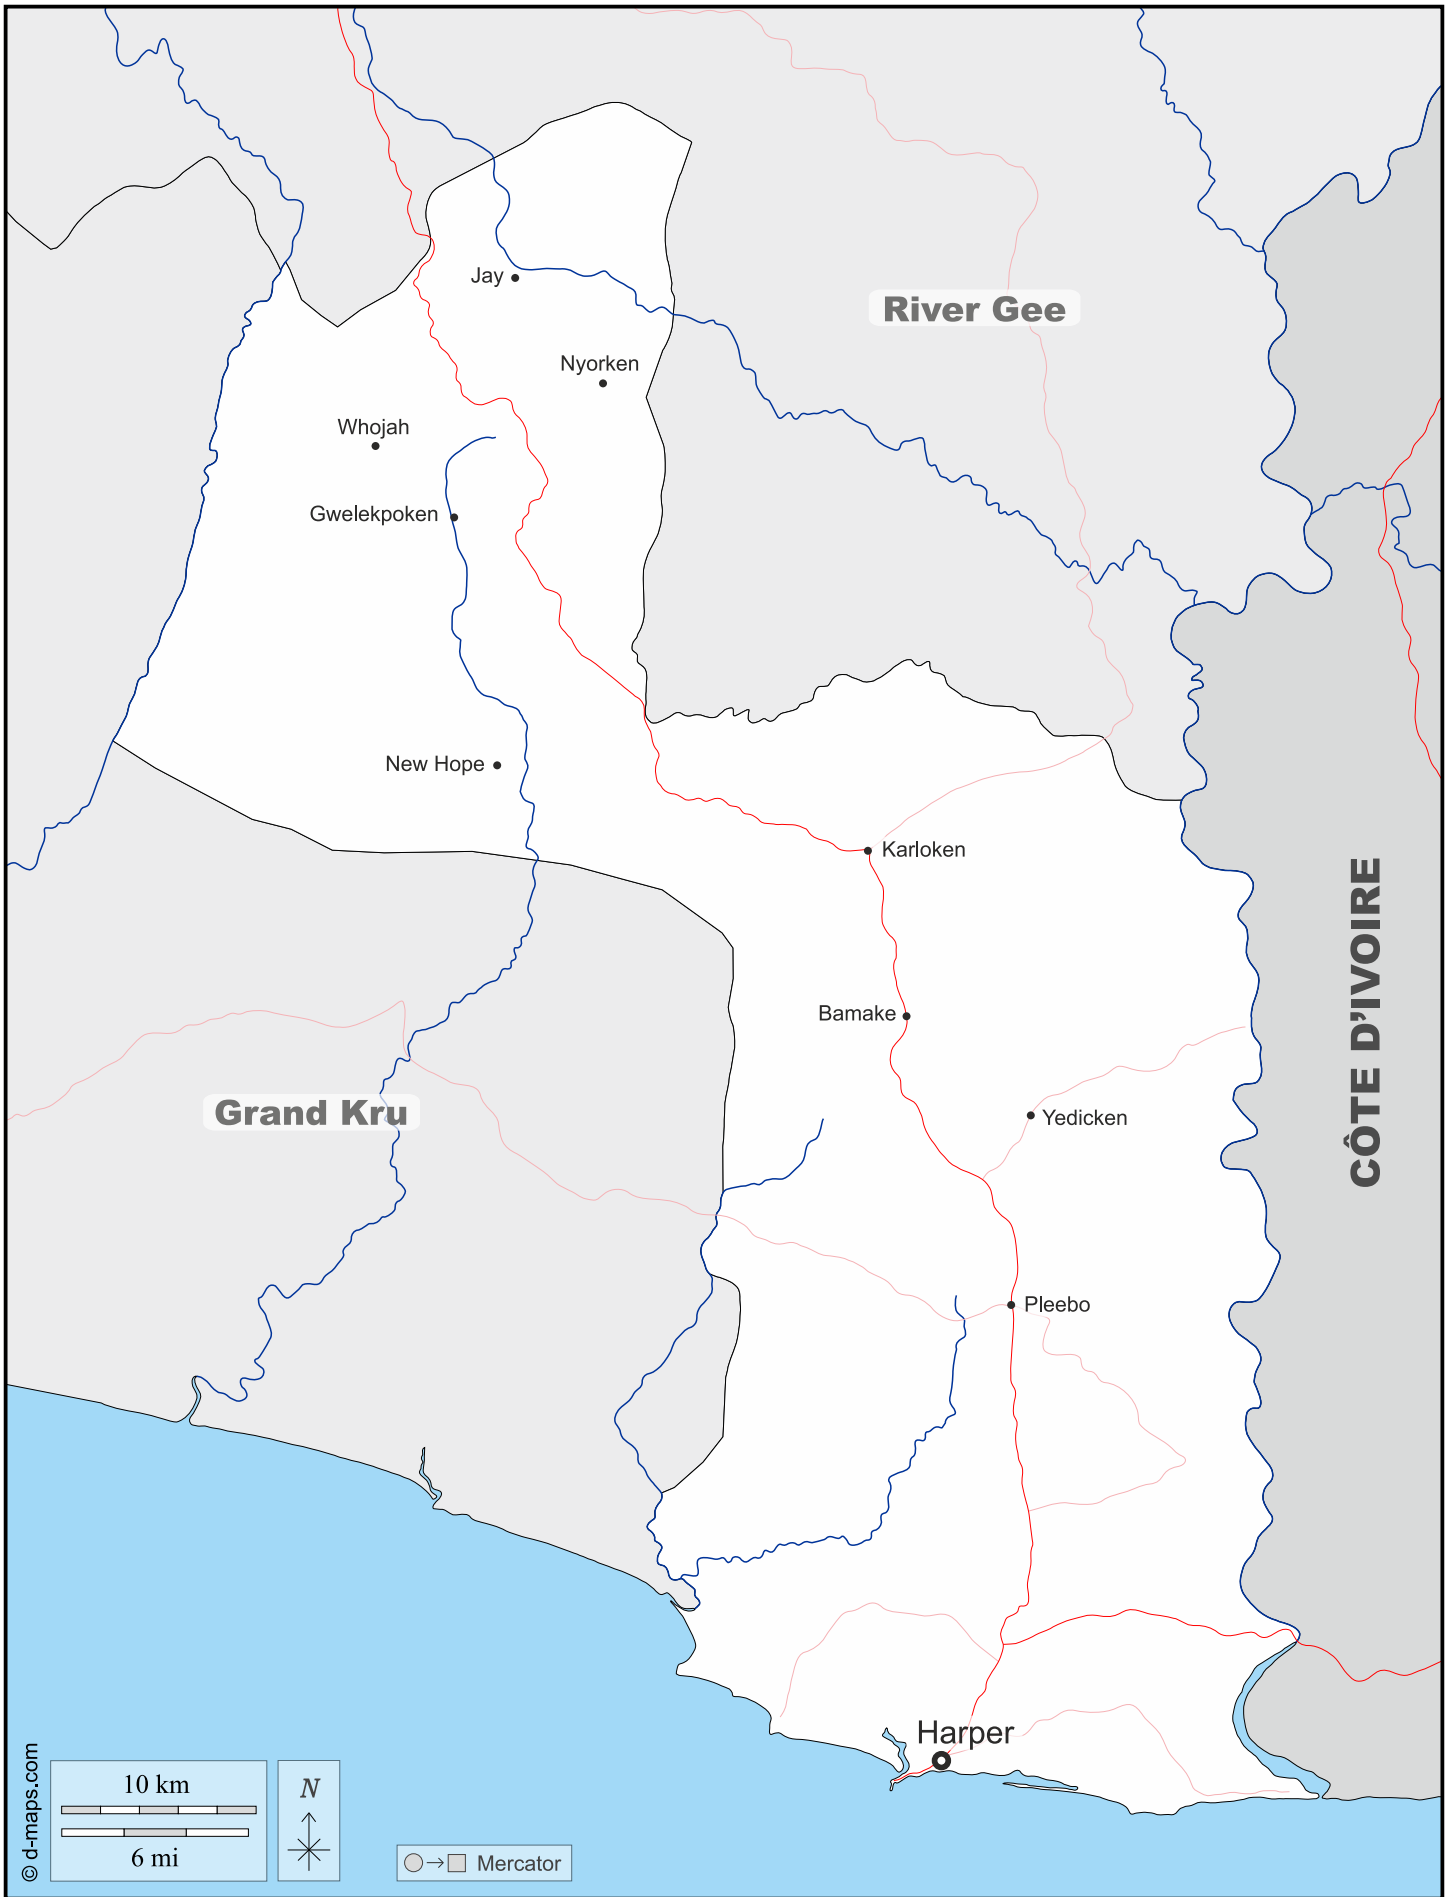 Jay
River Gee
Nyorken
Whojah
Gwelekpoken
New Hope
Karloken
CÔTE D'IVOIRE
Bamake
Grand Kru
Yedicken
Pleebo
Harper
© d-maps.com
10 km
6 mi
N
Mercator